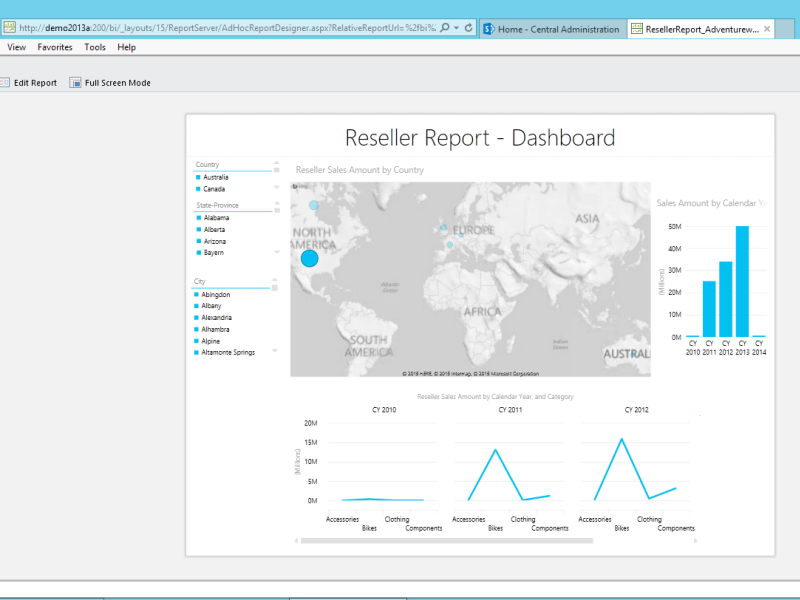 http://demo2013a:200/bi/_layouts/15/ReportServer/AdHocReportDesigner.aspx?RelativeReportUrl=%2fbi%.
Home - Central Administration
ResellerReport_Adventurew...
View Favorites Tools Help
Edit Report Full Screen Mode
Reseller Report - Dashboard
Country
Australia
Canada
State-Province
Alabama
Alberta
Arizona
Bayern
City
Abingdon
Albany
Alexandria
Alhambra
Alpine
Altamonte Springs
Reseller Sales Amount by Country
NORTH
AMERICA
EUROPE
ASIA
AFRICA
SOUTH
AMERICA
AUSTRAL
© 2016 HERE, © 2016 Intermap, © 2016 Microsoft Corporation
Sales Amount by Calendar Ye
(Millions)
50M
40M
30M
20M
10M
0M
CY CY CY CY CY
2010 2011 2012 2013 2014
Reseller Sales Amount by Calendar Year, and Category
CY 2010 CY 2011 CY 2012
(Millions)
20M
15M
10M
5M
0M
Accessories Clothing Accessories Clothing Accessories Clothing
Bikes Components Bikes Components Bikes Components